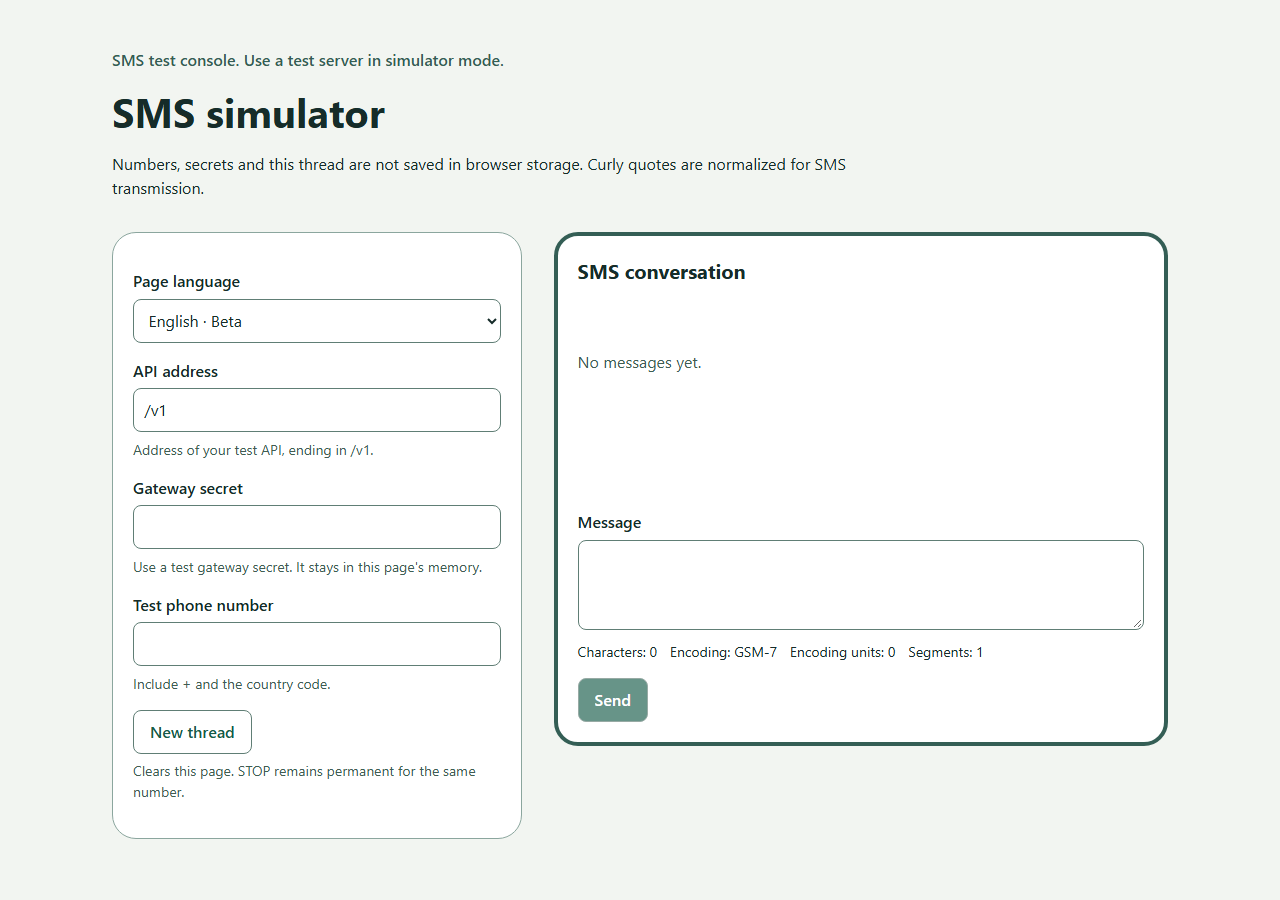 SMS test console. Use a test server in simulator mode.
SMS simulator
Numbers, secrets and this thread are not saved in browser storage. Curly quotes are normalized for SMS
transmission.
Page language
English · Beta
API address
/v1
Address of your test API, ending in /v1.
Gateway secret
Use a test gateway secret. It stays in this page's memory.
Test phone number
Include + and the country code.
New thread
Clears this page. STOP remains permanent for the same
number.
SMS conversation
No messages yet.
Message
Characters: 0 Encoding: GSM-7 Encoding units: 0 Segments: 1
Send